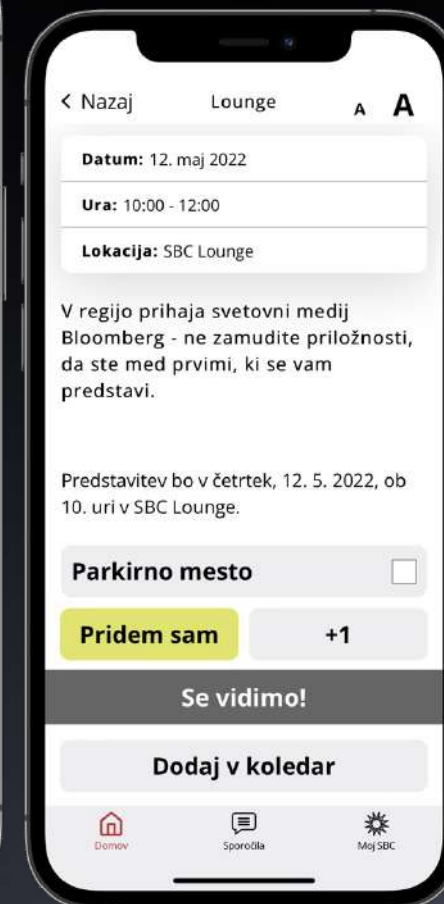 < Nazaj Lounge A A
Datum: 12. maj 2022
Ura: 10:00 - 12:00
Lokacija: SBC Lounge
V regijo prihaja svetovni medij
Bloomberg - ne zamudite priložnosti,
da ste med prvimi, ki se vam
predstavi.
Predstavitev bo v četrtek, 12. 5. 2022, ob
10. uri v SBC Lounge.
Parkirno mesto
Pridem sam +1
Se vidimo!
Dodaj v koledar
Domov Sporočila Moj SBC